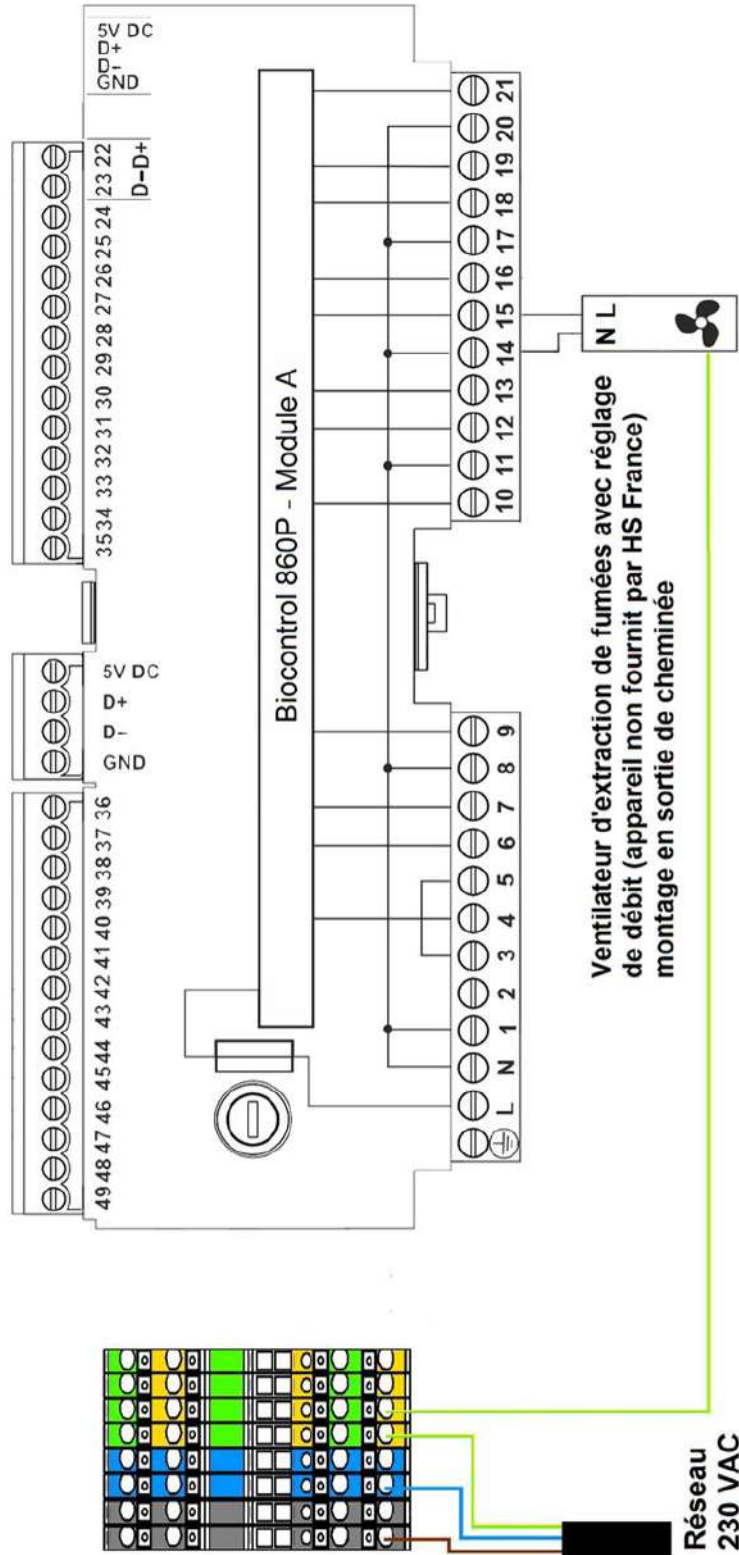 5V DC
D+
D-
GND
22
23
D-D+
24
25
26
27
28
29
30
31
32
33
34
35
5V DC
D+
D-
GND
36
37
38
39
40
41
42
43
44
45
46
47
48
49
Biocontrol 860P - Module A
21
20
19
18
17
16
15
14
13
12
11
10
9
8
7
6
5
4
3
2
1
N
L
N L
Ventilateur d'extraction de fumées avec réglage
de débit (appareil non fournit par HS France)
montage en sortie de cheminée
Réseau
230 VAC